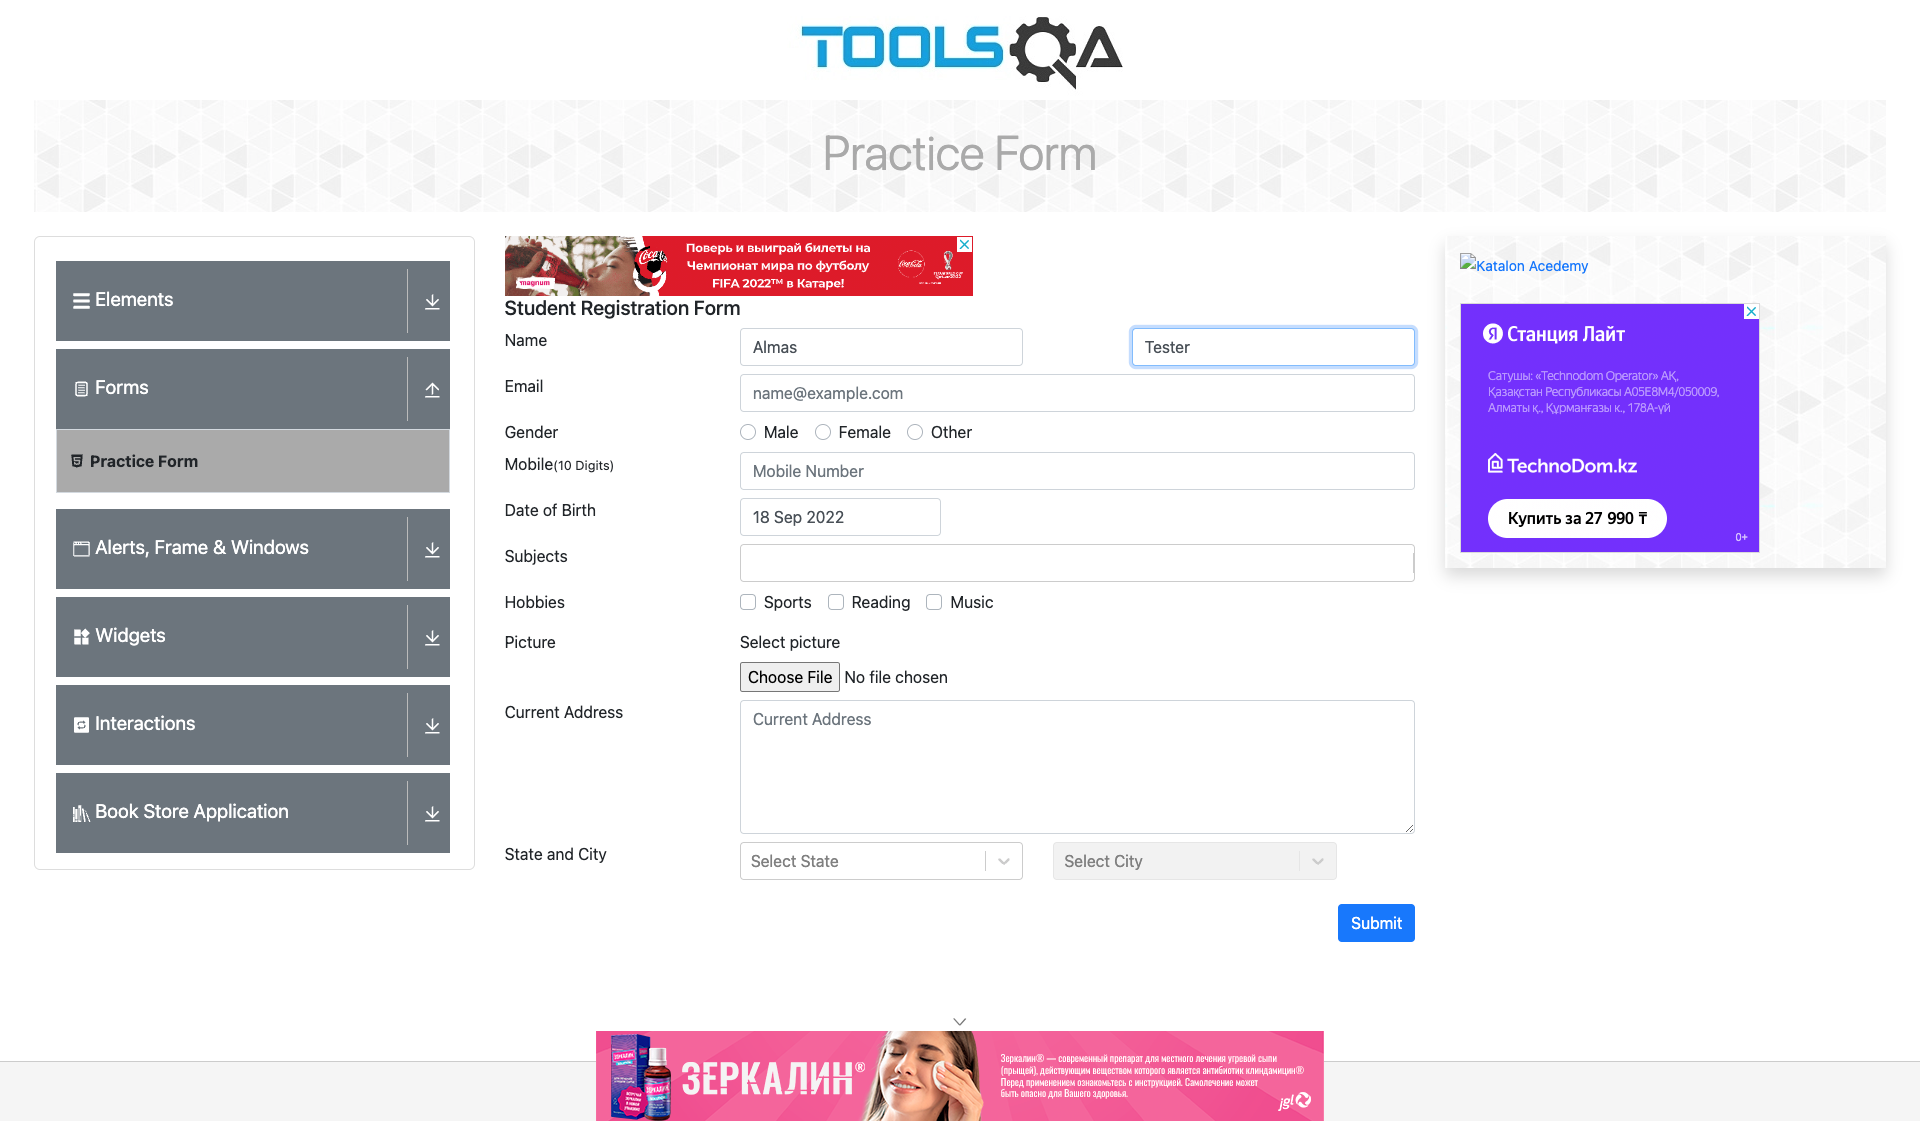 TOOLSQA
Practice Form
Elements
Forms
Practice Form
Alerts, Frame & Windows
Widgets
Interactions
Book Store Application
magnum
Coca-Cola
Поверь и выиграй билеты на
Чемпионат мира по футболу
FIFA 2022™ в Катаре!
Coca-Cola
Student Registration Form
Name
Almas
Tester
Email
name@example.com
Gender
Male
Female
Other
Mobile(10 Digits)
Mobile Number
Date of Birth
18 Sep 2022
Subjects
Hobbies
Sports
Reading
Music
Picture
Select picture
Choose File No file chosen
Current Address
Current Address
State and City
Select State
Select City
Submit
Katalon Acedemy
Я Станция Лайт
Сатушы: «Technodom Operator» АҚ,
Қазақстан Республикасы A05E8M4/050009,
Алматы қ., Құрманғазы к., 178А-үй
TechnoDom.kz
Купить за 27 990 ₸
0+
ЗЕРКАЛИН
ЗЕРКАЛИН®
Зеркалин® — современный препарат для местного лечения угревой сыпи
(прыщей), действующим веществом которого является антибиотик клиндамицин®
Перед применением ознакомьтесь с инструкцией. Самолечение может
быть опасно для Вашего здоровья.
jgl